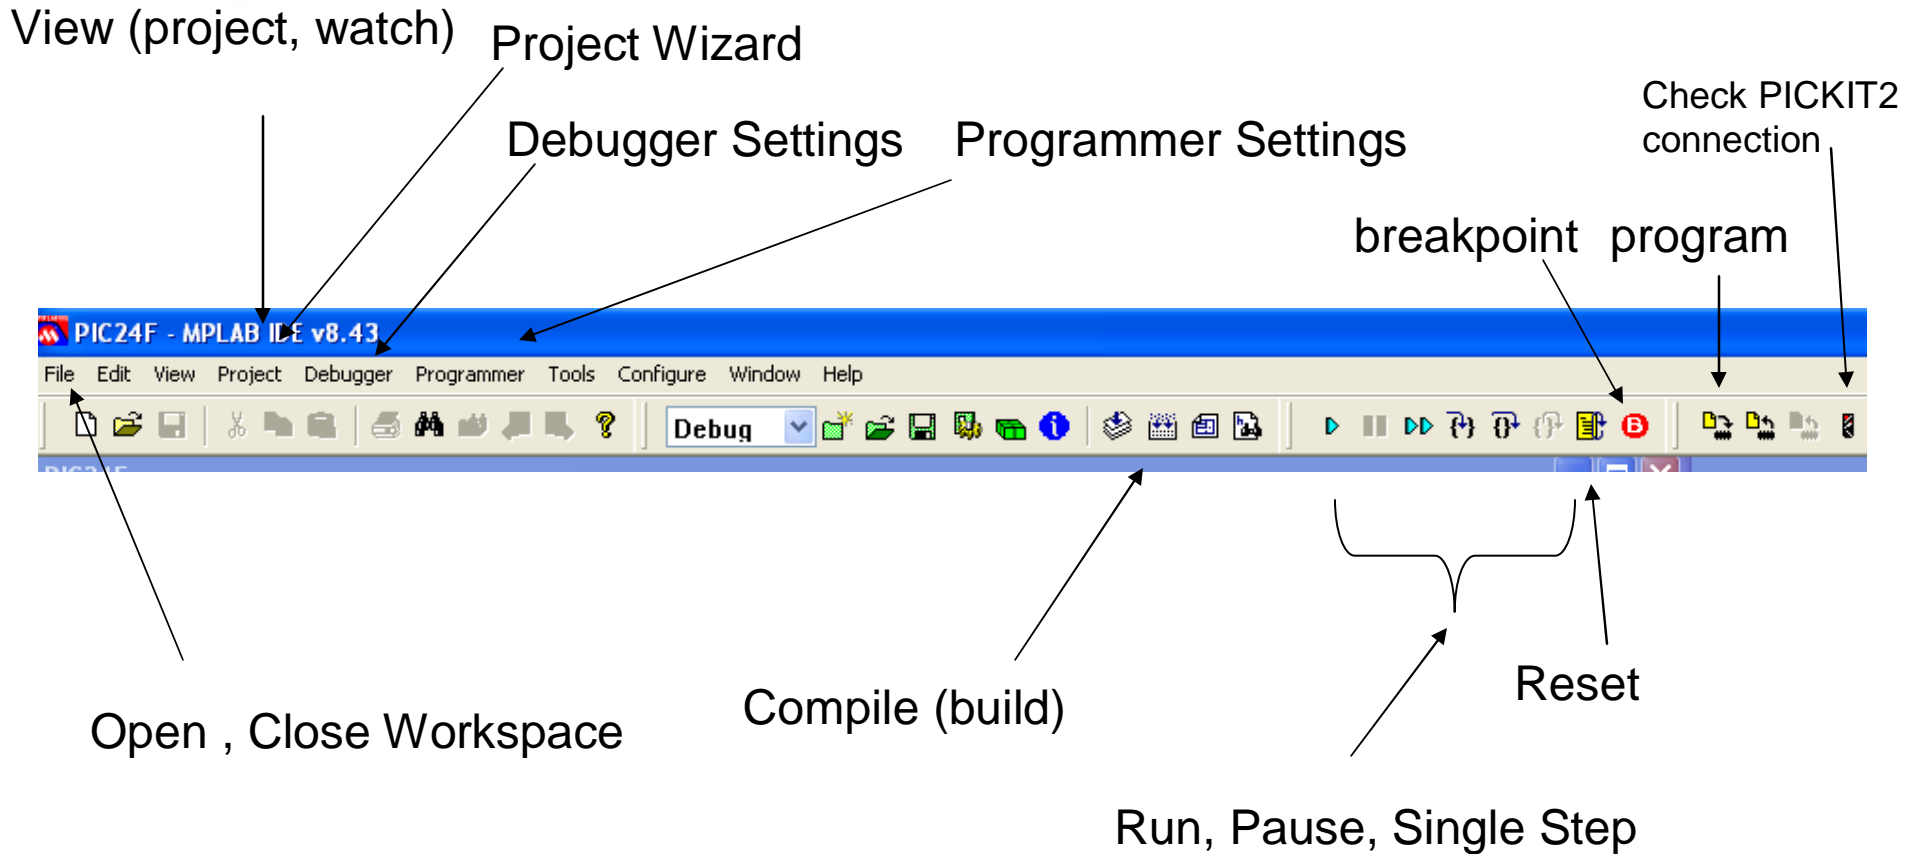 View (project, watch)
Project Wizard
Check PICKIT2
connection
Debugger Settings
Programmer Settings
breakpoint
program
PIC24F - MPLAB IDE v8.43
File Edit View Project Debugger Programmer Tools Configure Window Help
Debug
PIC24F
Reset
Compile (build)
Open , Close Workspace
Run, Pause, Single Step